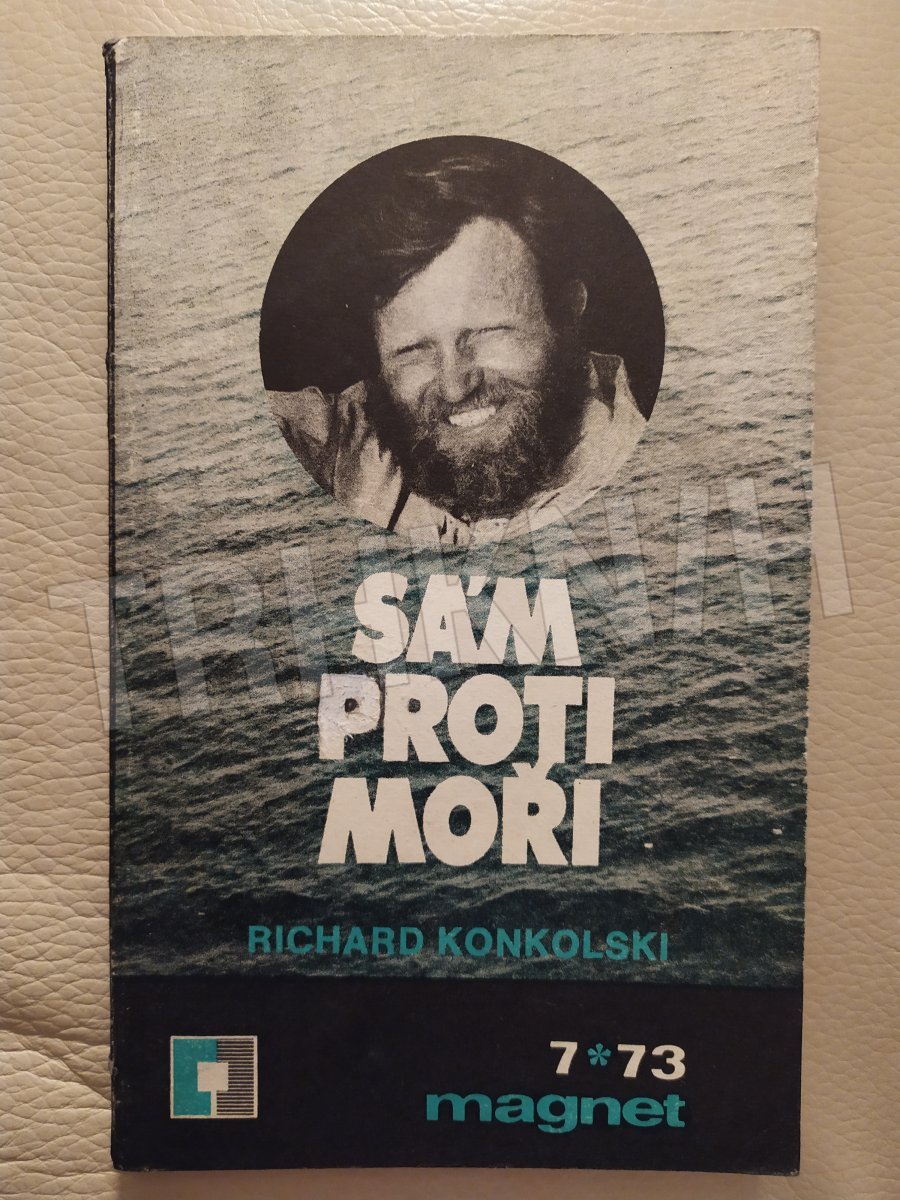 SÁM
PROTI
MOŘI
RICHARD KONKOLSKI
7*73
magnet